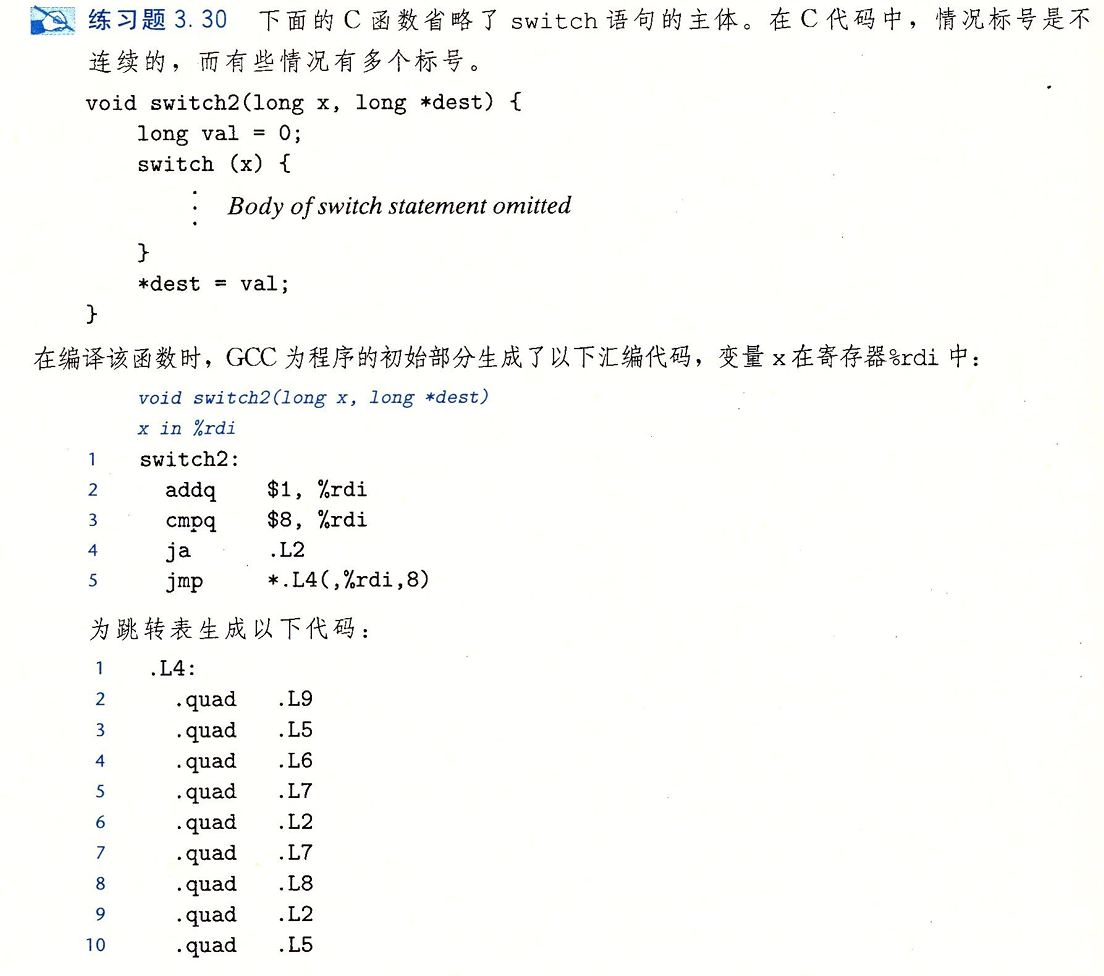 练习题 3.30 下面的 C 函数省略了 switch 语句的主体。在 C 代码中，情况标号是不
连续的，而有些情况有多个标号。
void switch2(long x, long *dest) {
long val = 0;
switch (x) {
Body of switch statement omitted
}
*dest = val;
}
在编译该函数时，GCC 为程序的初始部分生成了以下汇编代码，变量 x 在寄存器%rdi 中：
void switch2(long x, long *dest)
x in %rdi
1 switch2:
2 addq $1, %rdi
3 cmpq $8, %rdi
4 ja .L2
5 jmp *.L4(,%rdi,8)
为跳转表生成以下代码：
1 .L4:
2 .quad .L9
3 .quad .L5
4 .quad .L6
5 .quad .L7
6 .quad .L2
7 .quad .L7
8 .quad .L8
9 .quad .L2
10 .quad .L5